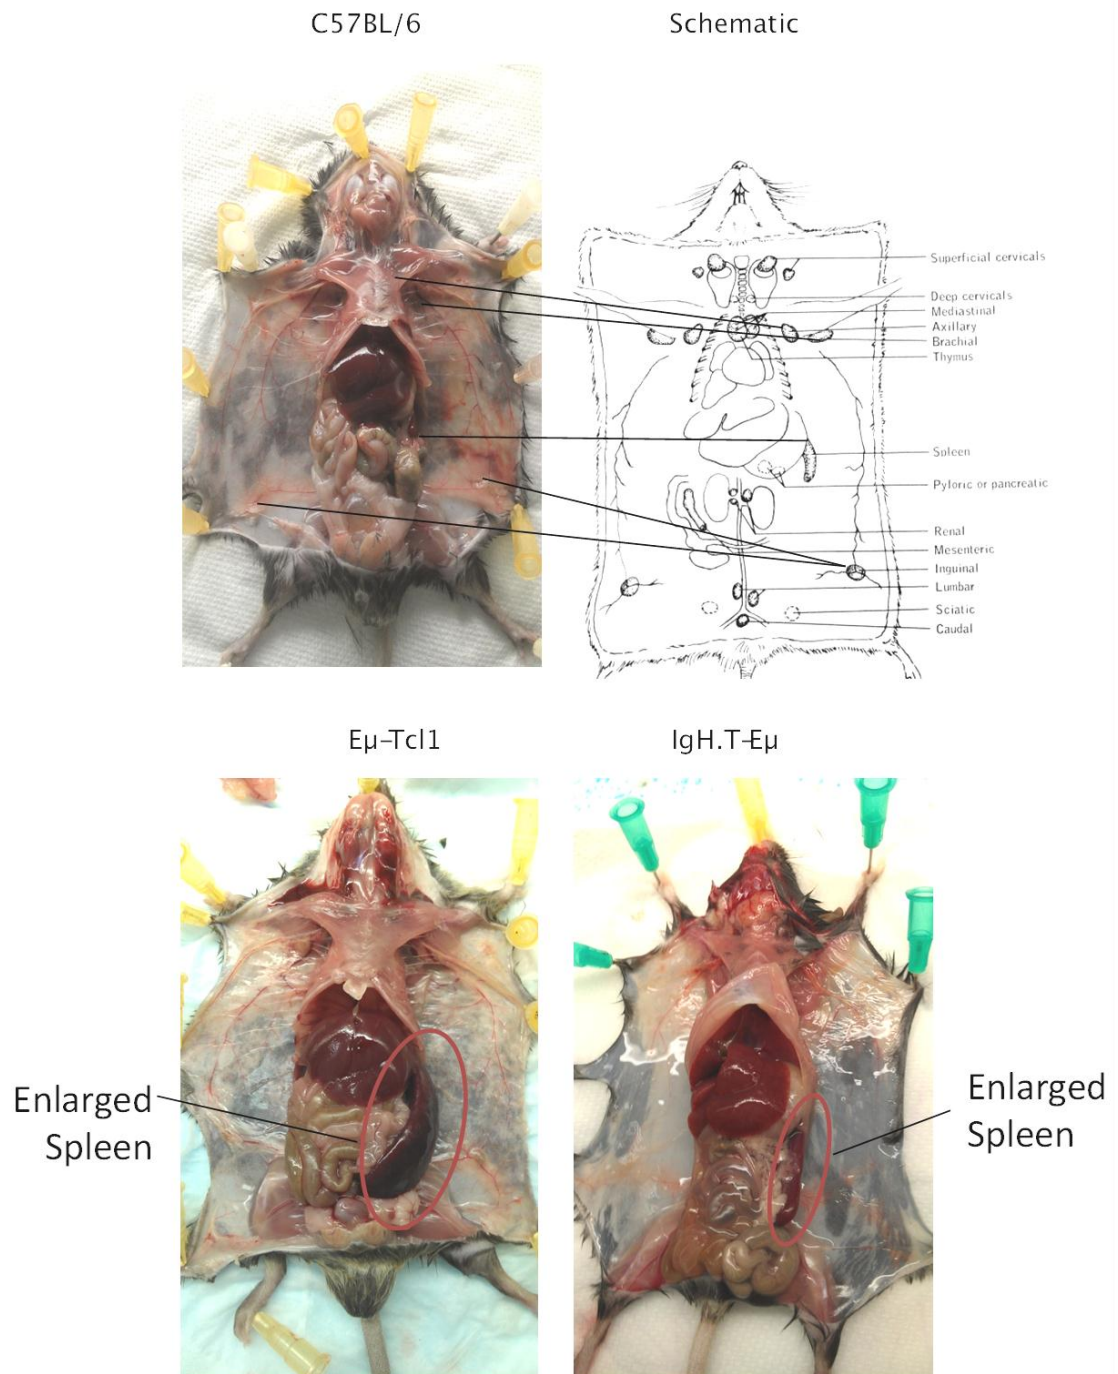 C57BL/6
Schematic
Superficial cervicals
Deep cervicals
Mediastinal
Axillary
Brachial
Thymus
Spleen
Pyloric or pancreatic
Renal
Mesenteric
Inguinal
Lumbar
Sciatic
Caudal
Eμ-Tcl1
IgH.T-Eμ
Enlarged
Spleen
Enlarged
Spleen